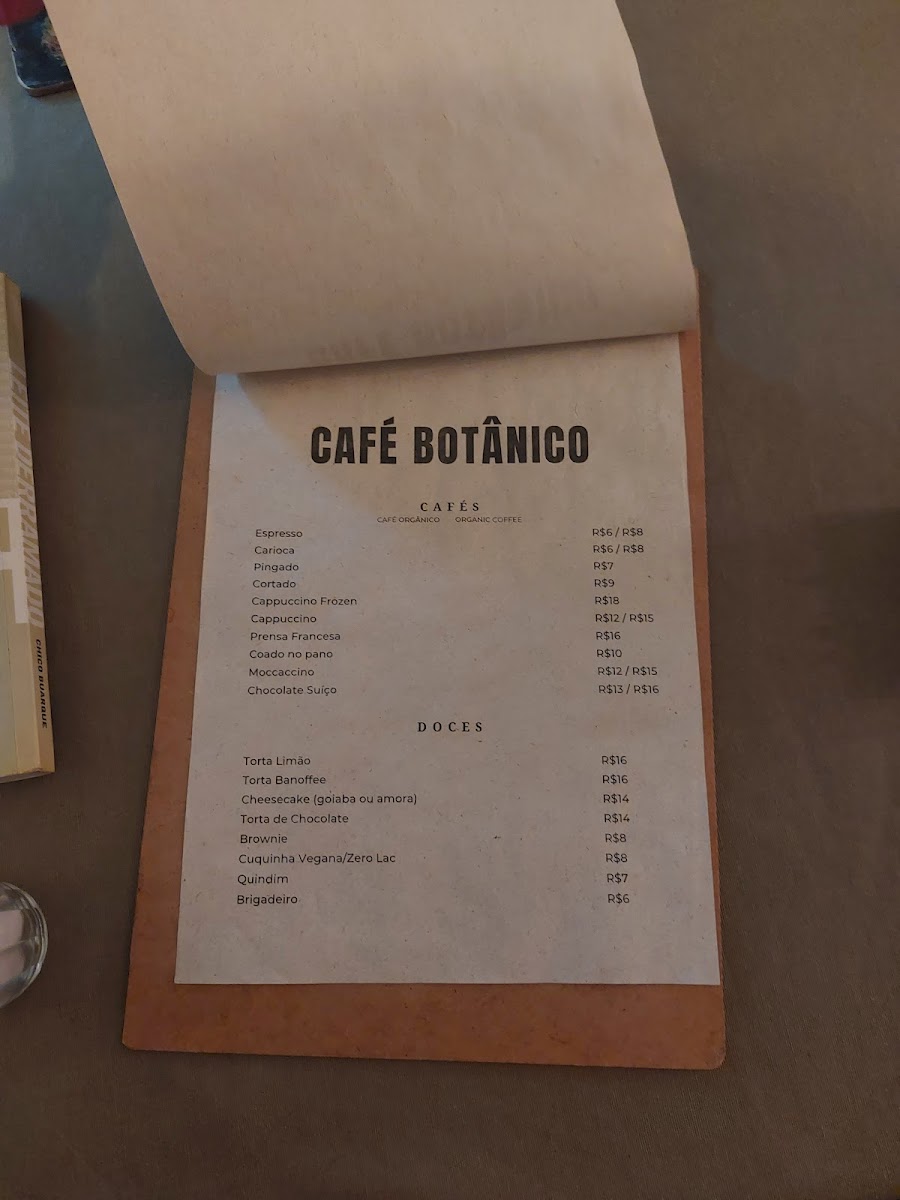 CAFÉ BOTÂNICO
CAFÉS
CAFÉ ORGÂNICO ORGANIC COFFEE
Espresso R$6 / R$8
Carioca R$6 / R$8
Pingado R$7
Cortado R$9
Cappuccino Frozen R$18
Cappuccino R$12 / R$15
Prensa Francesa R$16
Coado no pano R$10
Moccaccino R$12 / R$15
Chocolate Suíço R$13 / R$16
DOCES
Torta Limão R$16
Torta Banoffee R$16
Cheesecake (goiaba ou amora) R$14
Torta de Chocolate R$14
Brownie R$8
Cuquinha Vegana/Zero Lac R$8
Quindim R$7
Brigadeiro R$6
LEITE DERRAMADO
CHICO BUARQUE